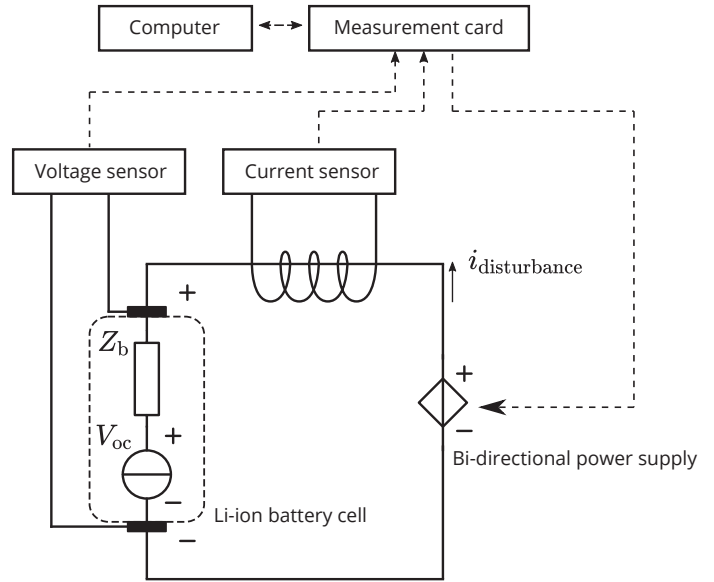 Computer
Measurement card
Voltage sensor
Current sensor
i_disturbance
+
Z_b
+
V_oc
+
−
−
Bi-directional power supply
Li-ion battery cell
−